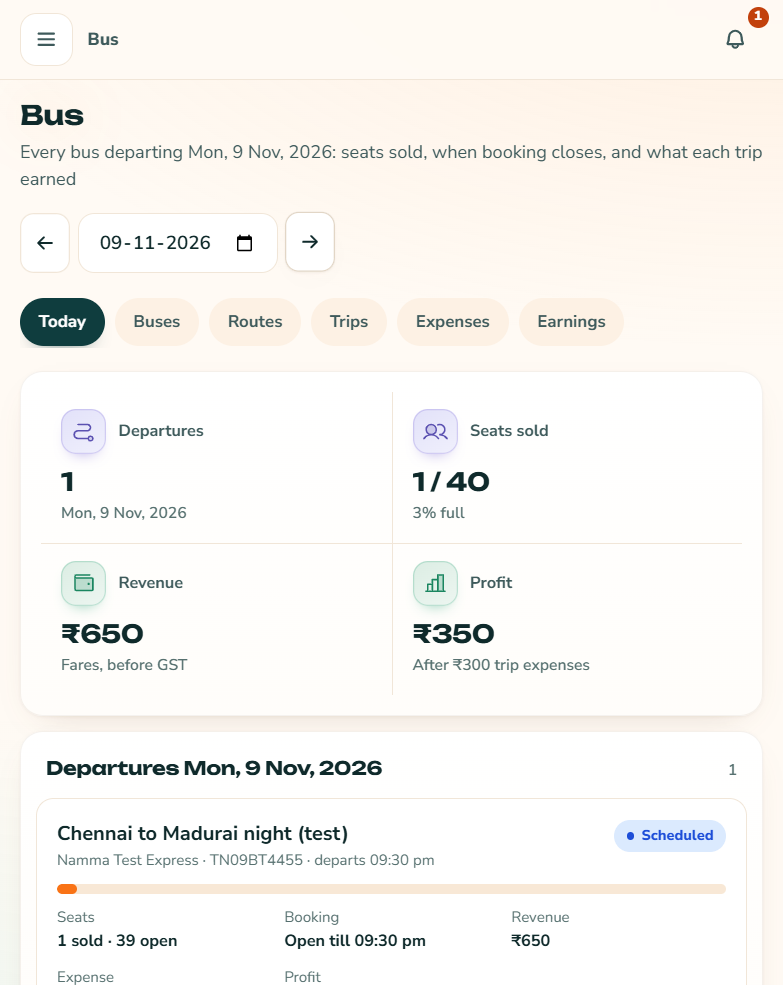 Bus
1
Bus
Every bus departing Mon, 9 Nov, 2026: seats sold, when booking closes, and what each trip
earned
09-11-2026
Today Buses Routes Trips Expenses Earnings
Departures Seats sold
1 1/40
Mon, 9 Nov, 2026 3% full
Revenue Profit
₹650 ₹350
Fares, before GST After ₹300 trip expenses
Departures Mon, 9 Nov, 2026 1
Chennai to Madurai night (test) Scheduled
Namma Test Express · TN09BT4455 · departs 09:30 pm
Seats Booking Revenue
1 sold · 39 open Open till 09:30 pm ₹650
Expense Profit